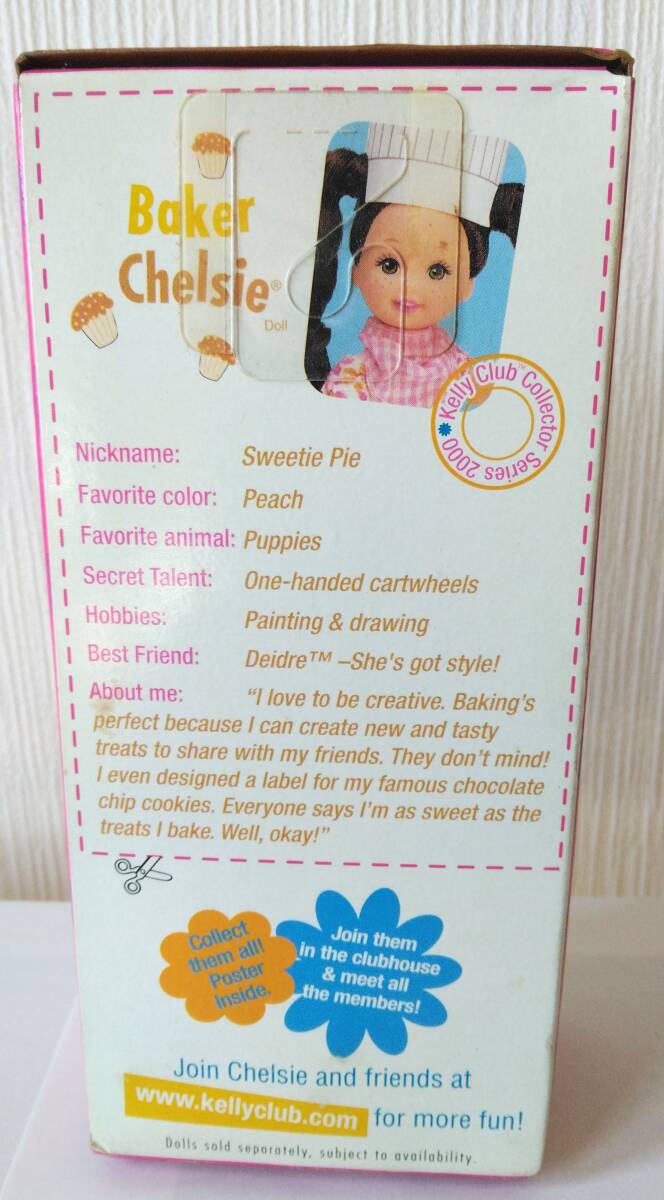 Baker
Chelsie®
Doll
Kelly Club™ Collector Series 2000
Nickname: Sweetie Pie
Favorite color: Peach
Favorite animal: Puppies
Secret Talent: One-handed cartwheels
Hobbies: Painting & drawing
Best Friend: Deidre™ –She's got style!
About me: "I love to be creative. Baking's
perfect because I can create new and tasty
treats to share with my friends. They don't mind!
I even designed a label for my famous chocolate
chip cookies. Everyone says I'm as sweet as the
treats I bake. Well, okay!"
Collect
them all!
Poster
Inside.
Join them
in the clubhouse
& meet all
the members!
Join Chelsie and friends at
www.kellyclub.com for more fun!
Dolls sold separately, subject to availability.